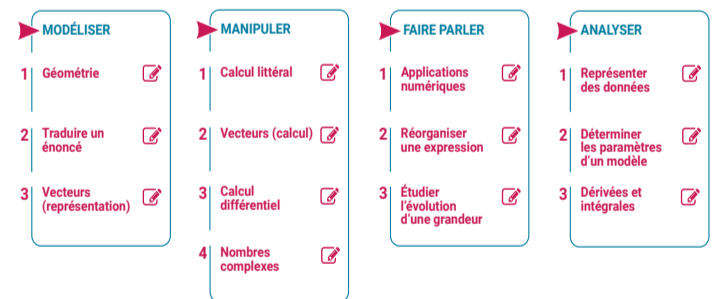 MODÉLISER
1 Géométrie
2 Traduire un
énoncé
3 Vecteurs
(représentation)
MANIPULER
1 Calcul littéral
2 Vecteurs (calcul)
3 Calcul
différentiel
4 Nombres
complexes
FAIRE PARLER
1 Applications
numériques
2 Réorganiser
une expression
3 Étudier
l'évolution
d'une grandeur
ANALYSER
1 Représenter
des données
2 Déterminer
les paramètres
d'un modèle
3 Dérivées et
intégrales